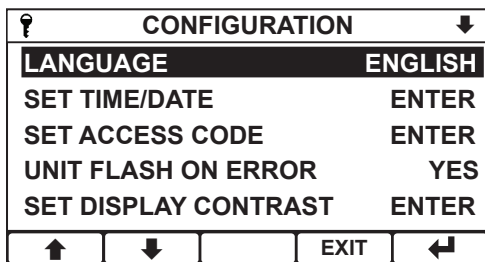 CONFIGURATION
LANGUAGE ENGLISH
SET TIME/DATE ENTER
SET ACCESS CODE ENTER
UNIT FLASH ON ERROR YES
SET DISPLAY CONTRAST ENTER
EXIT